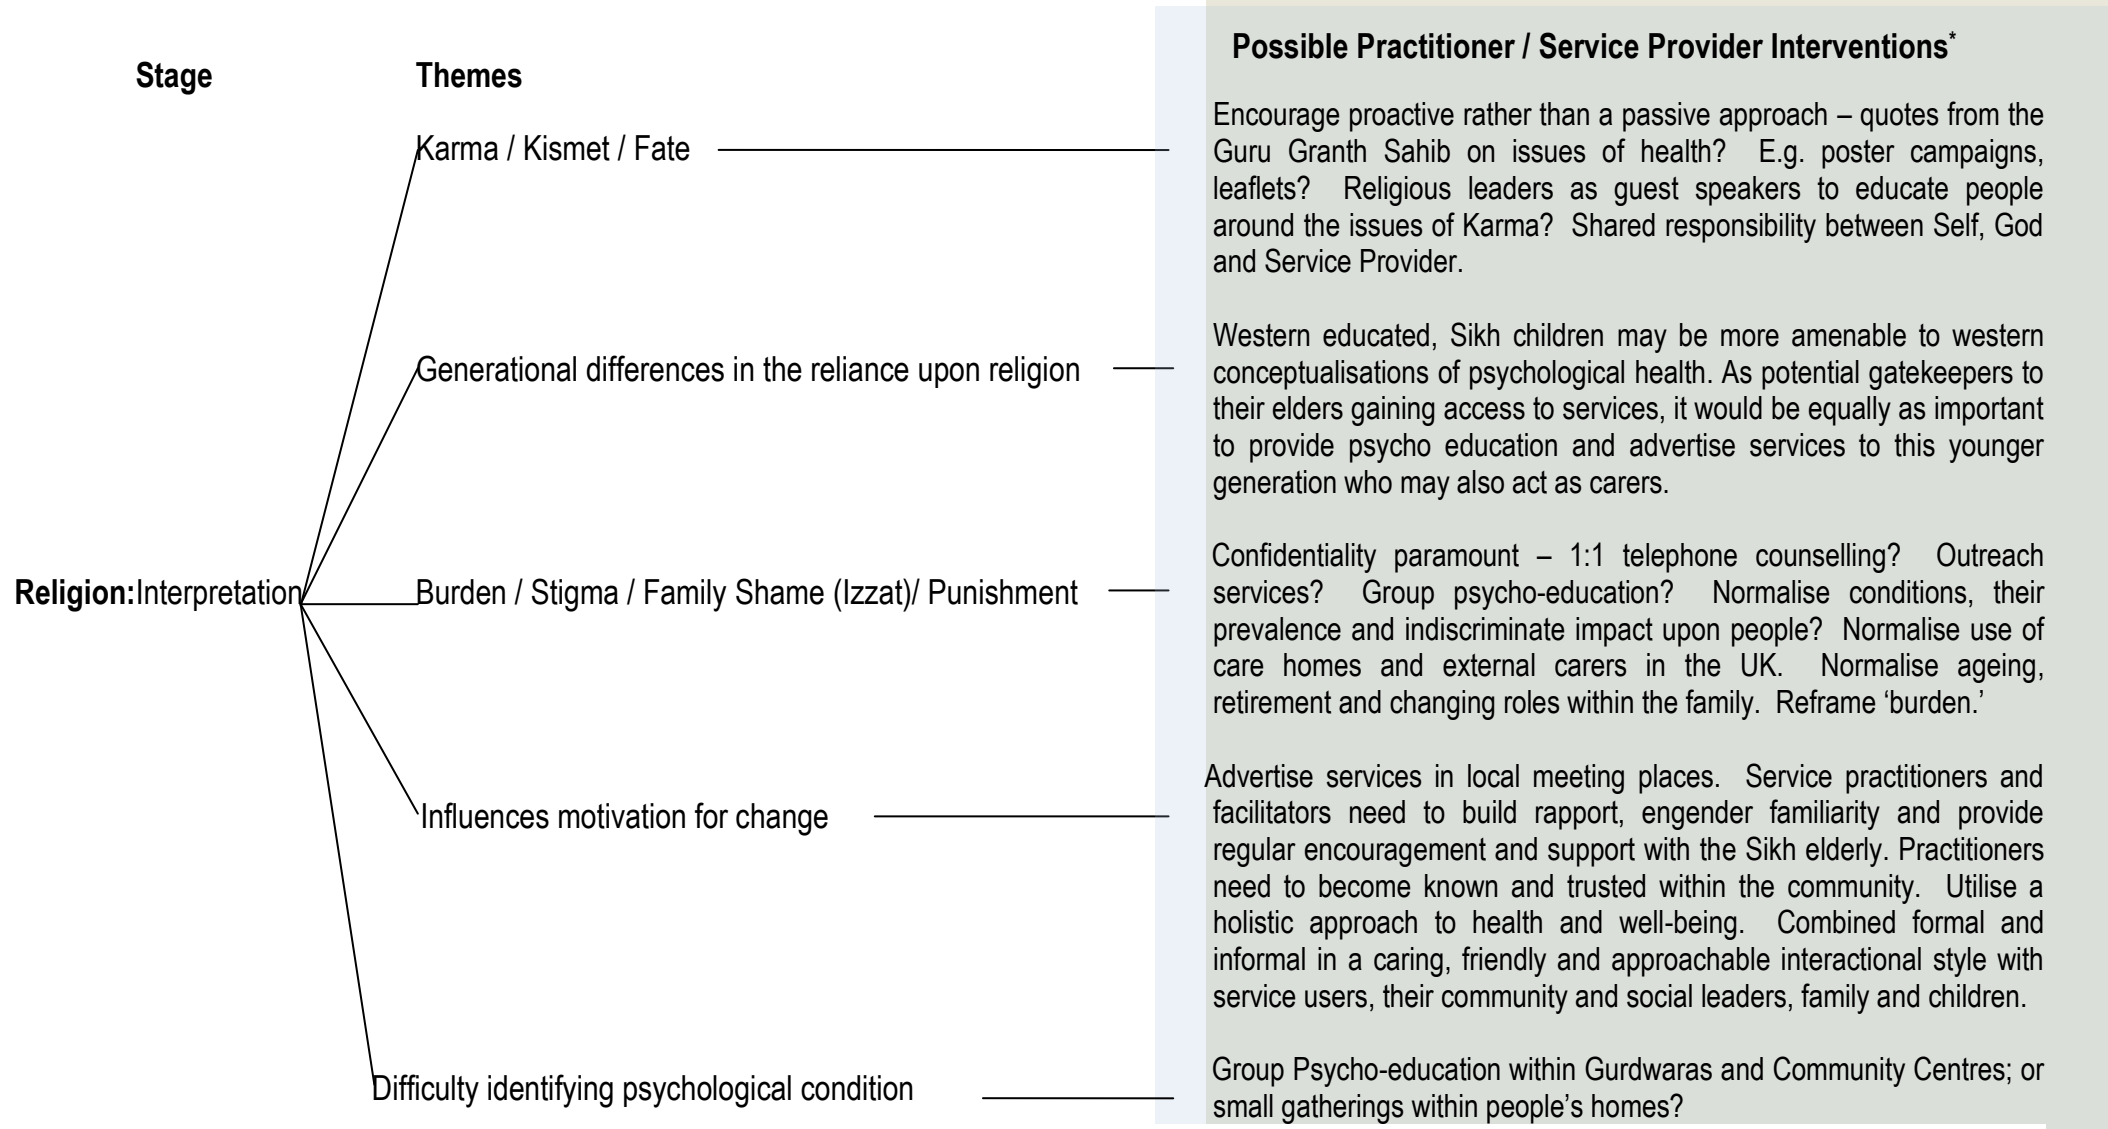 Possible Practitioner / Service Provider Interventions*
Stage
Themes
Karma / Kismet / Fate
Encourage proactive rather than a passive approach – quotes from the
Guru Granth Sahib on issues of health? E.g. poster campaigns,
leaflets? Religious leaders as guest speakers to educate people
around the issues of Karma? Shared responsibility between Self, God
and Service Provider.
Generational differences in the reliance upon religion
Western educated, Sikh children may be more amenable to western
conceptualisations of psychological health. As potential gatekeepers to
their elders gaining access to services, it would be equally as important
to provide psycho education and advertise services to this younger
generation who may also act as carers.
Religion:Interpretation
Burden / Stigma / Family Shame (Izzat)/ Punishment
Confidentiality paramount – 1:1 telephone counselling? Outreach
services? Group psycho-education? Normalise conditions, their
prevalence and indiscriminate impact upon people? Normalise use of
care homes and external carers in the UK. Normalise ageing,
retirement and changing roles within the family. Reframe ‘burden.’
Influences motivation for change
Advertise services in local meeting places. Service practitioners and
facilitators need to build rapport, engender familiarity and provide
regular encouragement and support with the Sikh elderly. Practitioners
need to become known and trusted within the community. Utilise a
holistic approach to health and well-being. Combined formal and
informal in a caring, friendly and approachable interactional style with
service users, their community and social leaders, family and children.
Difficulty identifying psychological condition
Group Psycho-education within Gurdwaras and Community Centres; or
small gatherings within people’s homes?